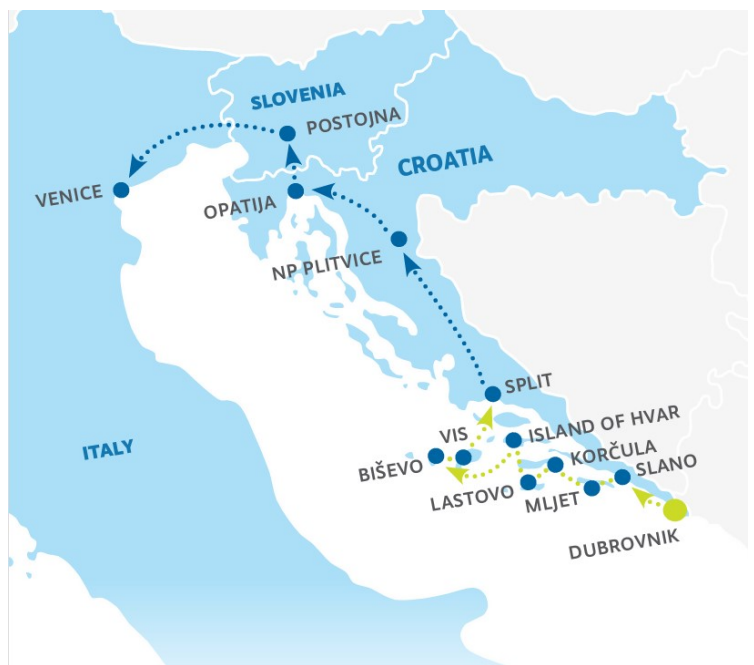 SLOVENIA
POSTOJNA
CROATIA
VENICE
OPATIJA
NP PLITVICE
SPLIT
ISLAND OF HVAR
VIS
ITALY
BIŠEVO
KORČULA
SLANO
LASTOVO
MLJET
DUBROVNIK